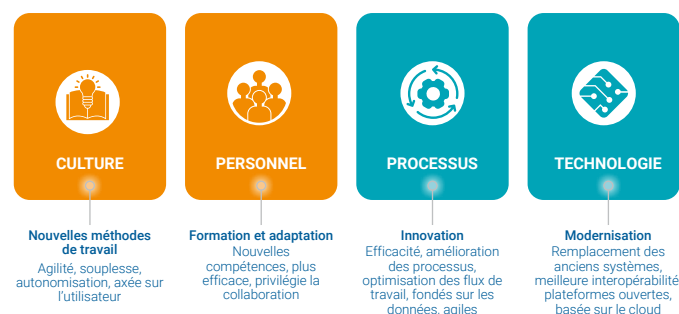 CULTURE
Nouvelles méthodes
de travail
Agilité, souplesse,
autonomisation, axée sur
l'utilisateur
PERSONNEL
Formation et adaptation
Nouvelles
compétences, plus
efficace, privilégie la
collaboration
PROCESSUS
Innovation
Efficacité, amélioration
des processus,
optimisation des flux de
travail, fondés sur les
données, agiles
TECHNOLOGIE
Modernisation
Remplacement des
anciens systèmes,
meilleure interopérabilité
plateformes ouvertes,
basée sur le cloud